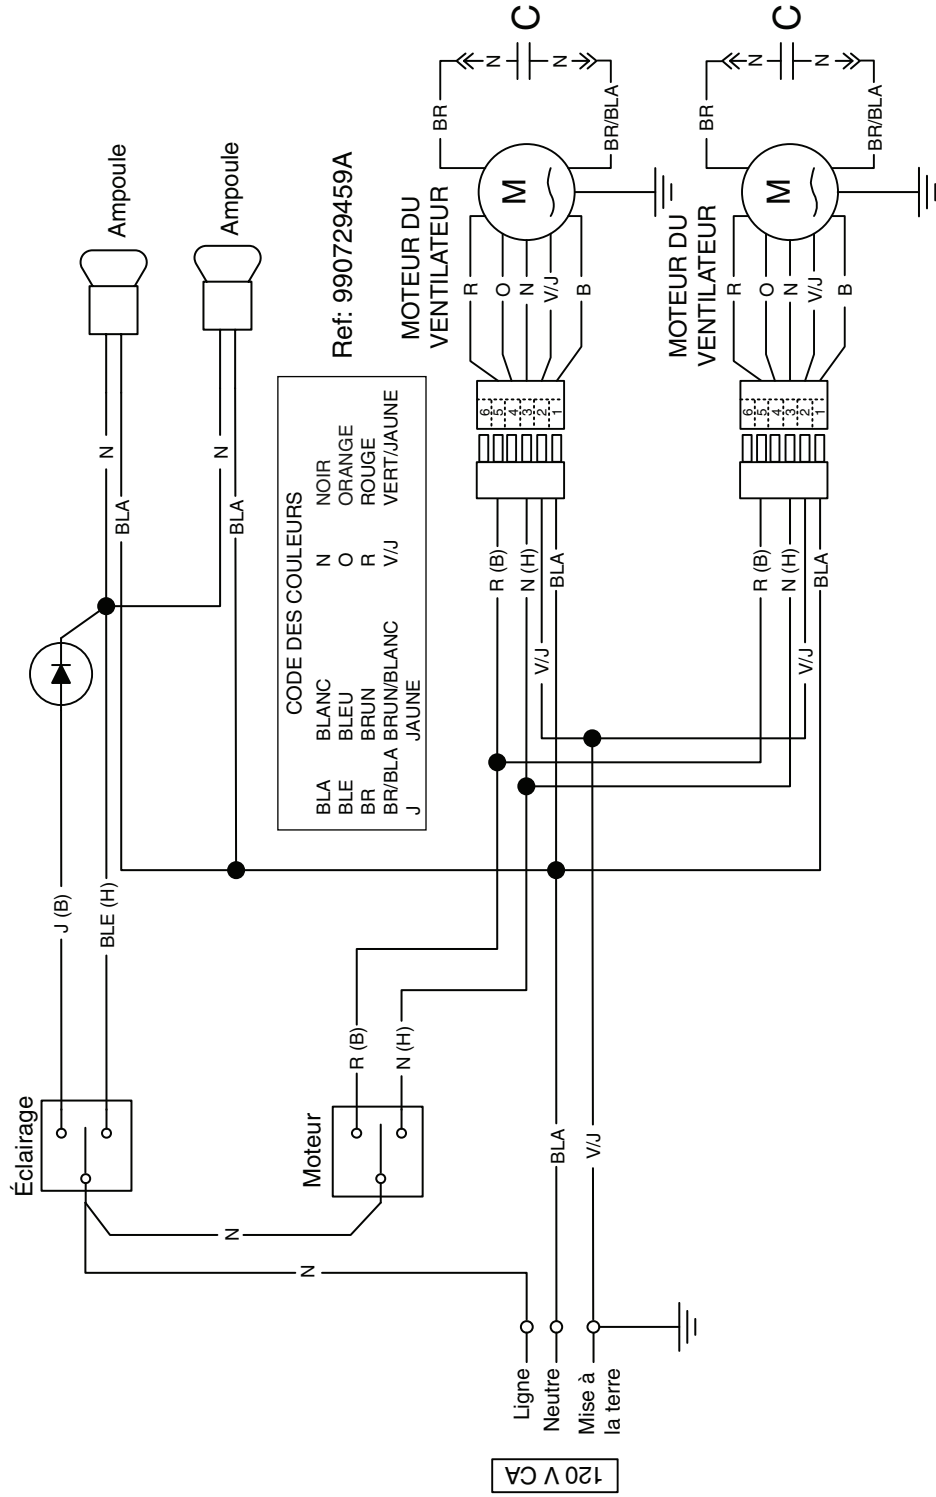 120 V CA
Ligne
Neutre
Mise à
la terre
N
N
BLA
V/J
Éclairage
Moteur
J (B)
BLE (H)
R (B)
N (H)
N
BLA
N
BLA
Ampoule
Ampoule
CODE DES COULEURS
BLA BLANC N NOIR
BLE BLEU O ORANGE
BR BRUN R ROUGE
BR/BLA BRUN/BLANC V/J VERT/JAUNE
J JAUNE
Ref: 990729459A
R (B)
N (H)
V/J
BLA
6
5
4
3
2
1
MOTEUR DU
VENTILATEUR
R
O
N
V/J
B
M
BR
BR/BLA
N
N
C
R (B)
N (H)
V/J
BLA
6
5
4
3
2
1
MOTEUR DU
VENTILATEUR
R
O
N
V/J
B
M
BR
BR/BLA
N
N
C